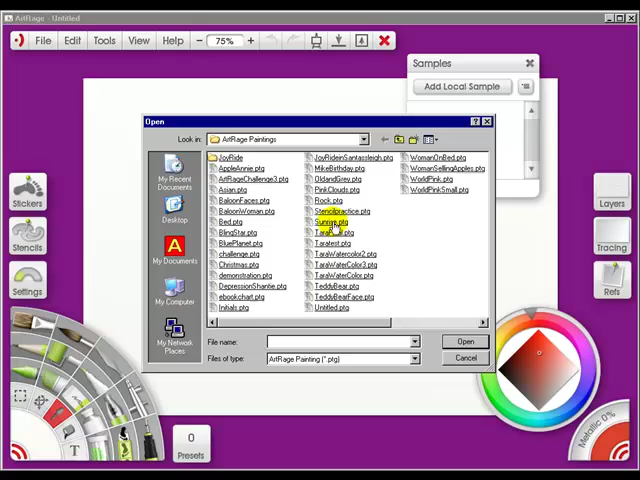 ArtRage - Untitled
File Edit Tools View Help 75%
Samples
Add Local Sample
Open
Look in: ArtRage Paintings
My Recent Documents
Desktop
My Documents
My Computer
My Network Places
JoyRide
AppleAnnie.ptg
ArtRageChallenge3.ptg
Asian.ptg
BaloonFaces.ptg
BaloonWoman.ptg
Bed.ptg
BlingStar.ptg
BluePlanet.ptg
challenge.ptg
Christmas.ptg
demonstration.ptg
DepressionShantie.ptg
ebookchart.ptg
Initials.ptg
JoyRideinSantassleigh.ptg
MikeBirthday.ptg
OldandGrey.ptg
PinkClouds.ptg
Rock.ptg
Stencilpractice.ptg
Sunrise.ptg
Taratest.ptg
TaraWatercolor2.ptg
TaraWaterColor3.ptg
TaraWaterColor.ptg
TeddyBear.ptg
TeddyBearFace.ptg
Untitled.ptg
WomanOnBed.ptg
WomanSellingApples.ptg
WorldPink.ptg
WorldPinkSmall.ptg
File name:
Open
Files of type: ArtRage Painting (*.ptg)
Cancel
Stickers
Stencils
Settings
Layers
Tracing
Refs
T
0
Presets
Metallic 0%